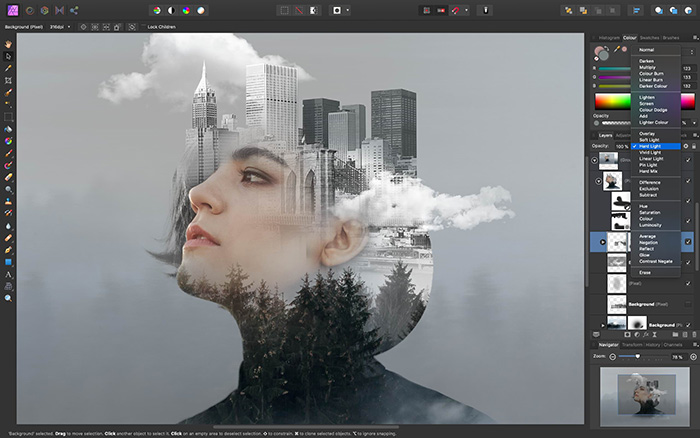 Background (Pixel)
316dpi
Lock Children
Histogram Colour Swatches Brushes
Normal
Darken
Multiply
Colour Burn
Linear Burn
Darker Colour
Lighten
Screen
Colour Dodge
Add
Lighter Colour
Overlay
Soft Light
Hard Light
Vivid Light
Linear Light
Pin Light
Hard Mix
Difference
Exclusion
Subtract
Hue
Saturation
Colour
Luminosity
Average
Negation
Reflect
Glow
Contrast Negate
Erase
R
123
123
123
Opacity
Layers
Opacity: 100 %
(Pixel)
Background
Background
Navigator Transform History Channels
Zoom: 78 %
'Background' selected. Drag to move selection. Click another object to select it. Click on an empty area to deselect selection. ⇧ to constrain. ⌘ to clone selected objects. ⌥ to ignore snapping.